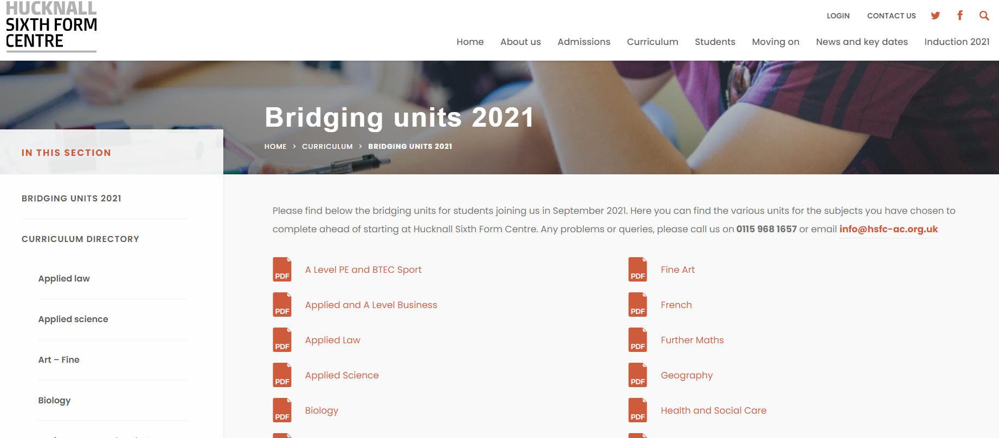 HUCKNALL
SIXTH FORM
CENTRE
LOGIN CONTACT US
Home About us Admissions Curriculum Students Moving on News and key dates Induction 2021
Bridging units 2021
HOME > CURRICULUM > BRIDGING UNITS 2021
IN THIS SECTION
BRIDGING UNITS 2021
CURRICULUM DIRECTORY
Applied law
Applied science
Art – Fine
Biology
Please find below the bridging units for students joining us in September 2021. Here you can find the various units for the subjects you have chosen to
complete ahead of starting at Hucknall Sixth Form Centre. Any problems or queries, please call us on 0115 968 1657 or email info@hsfc-ac.org.uk
PDF A Level PE and BTEC Sport
PDF Applied and A Level Business
PDF Applied Law
PDF Applied Science
PDF Biology
PDF Fine Art
PDF French
PDF Further Maths
PDF Geography
PDF Health and Social Care